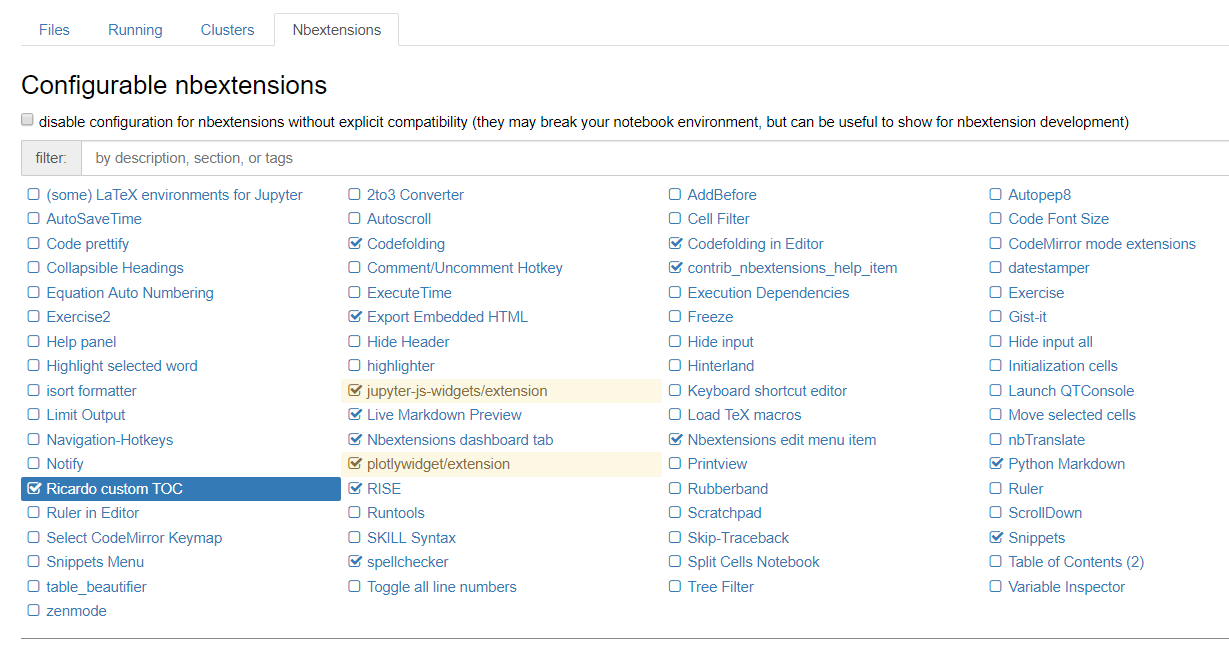 Files Running Clusters Nbextensions
Configurable nbextensions
disable configuration for nbextensions without explicit compatibility (they may break your notebook environment, but can be useful to show for nbextension development)
filter: by description, section, or tags
(some) LaTeX environments for Jupyter 2to3 Converter AddBefore Autopep8
AutoSaveTime Autoscroll Cell Filter Code Font Size
Code prettify Codefolding Codefolding in Editor CodeMirror mode extensions
Collapsible Headings Comment/Uncomment Hotkey contrib_nbextensions_help_item datestamper
Equation Auto Numbering ExecuteTime Execution Dependencies Exercise
Exercise2 Export Embedded HTML Freeze Gist-it
Help panel Hide Header Hide input Hide input all
Highlight selected word highlighter Hinterland Initialization cells
isort formatter jupyter-js-widgets/extension Keyboard shortcut editor Launch QTConsole
Limit Output Live Markdown Preview Load TeX macros Move selected cells
Navigation-Hotkeys Nbextensions dashboard tab Nbextensions edit menu item nbTranslate
Notify plotlywidget/extension Printview Python Markdown
Ricardo custom TOC RISE Rubberband Ruler
Ruler in Editor Runtools Scratchpad ScrollDown
Select CodeMirror Keymap SKILL Syntax Skip-Traceback Snippets
Snippets Menu spellchecker Split Cells Notebook Table of Contents (2)
table_beautifier Toggle all line numbers Tree Filter Variable Inspector
zenmode